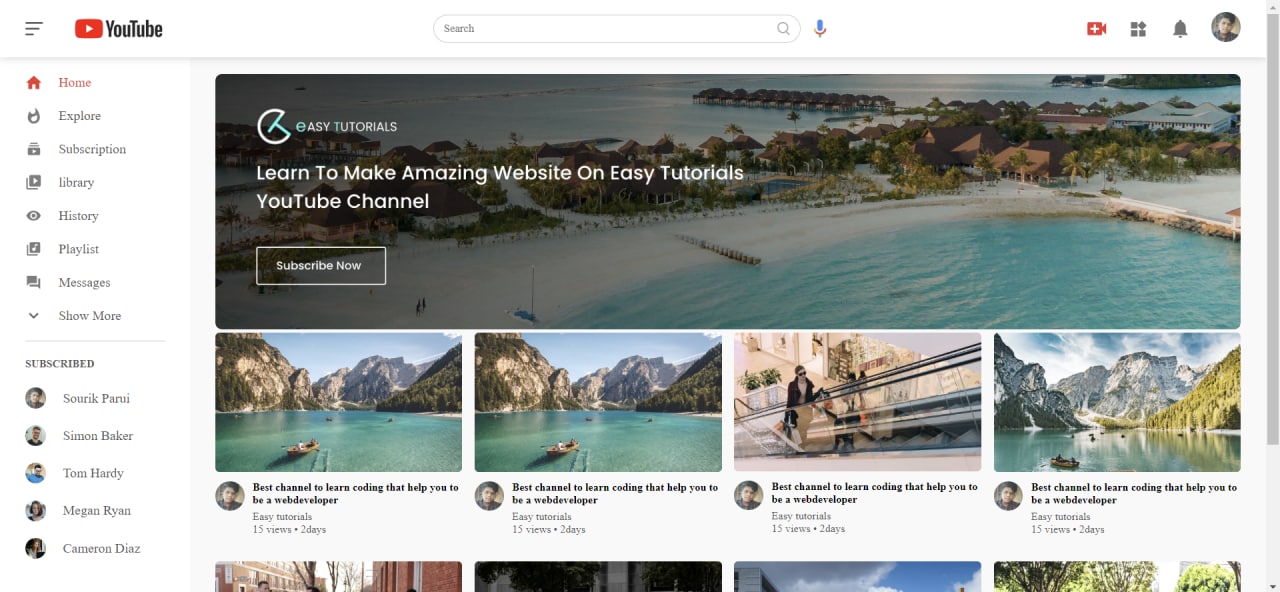 YouTube
Search
Home
Explore
Subscription
library
History
Playlist
Messages
Show More
SUBSCRIBED
Sourik Parui
Simon Baker
Tom Hardy
Megan Ryan
Cameron Diaz
eASY TUTORIALS
Learn To Make Amazing Website On Easy Tutorials
YouTube Channel
Subscribe Now
Best channel to learn coding that help you to
be a webdeveloper
Easy tutorials
15 views • 2days
Best channel to learn coding that help you to
be a webdeveloper
Easy tutorials
15 views • 2days
Best channel to learn coding that help you to
be a webdeveloper
Easy tutorials
15 views • 2days
Best channel to learn coding that help you to
be a webdeveloper
Easy tutorials
15 views • 2days